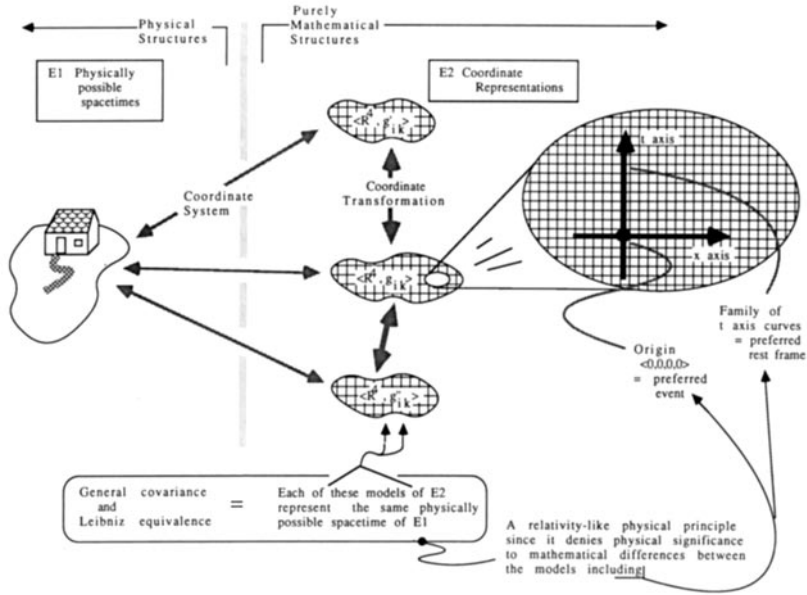 Physical
Structures
Purely
Mathematical
Structures
E1 Physically
possible
spacetimes
E2 Coordinate
Representations
<R⁴, g'ik>
Coordinate
System
Coordinate
Transformation
<R⁴, gik>
<R⁴, g''ik>
t axis
x axis
Family of
t axis curves
= preferred
rest frame
Origin
<0,0,0,0>
= preferred
event
General covariance
and
Leibniz equivalence
=
Each of these models of E2
represent the same physically
possible spacetime of E1
A relativity-like physical principle
since it denies physical significance
to mathematical differences between
the models including